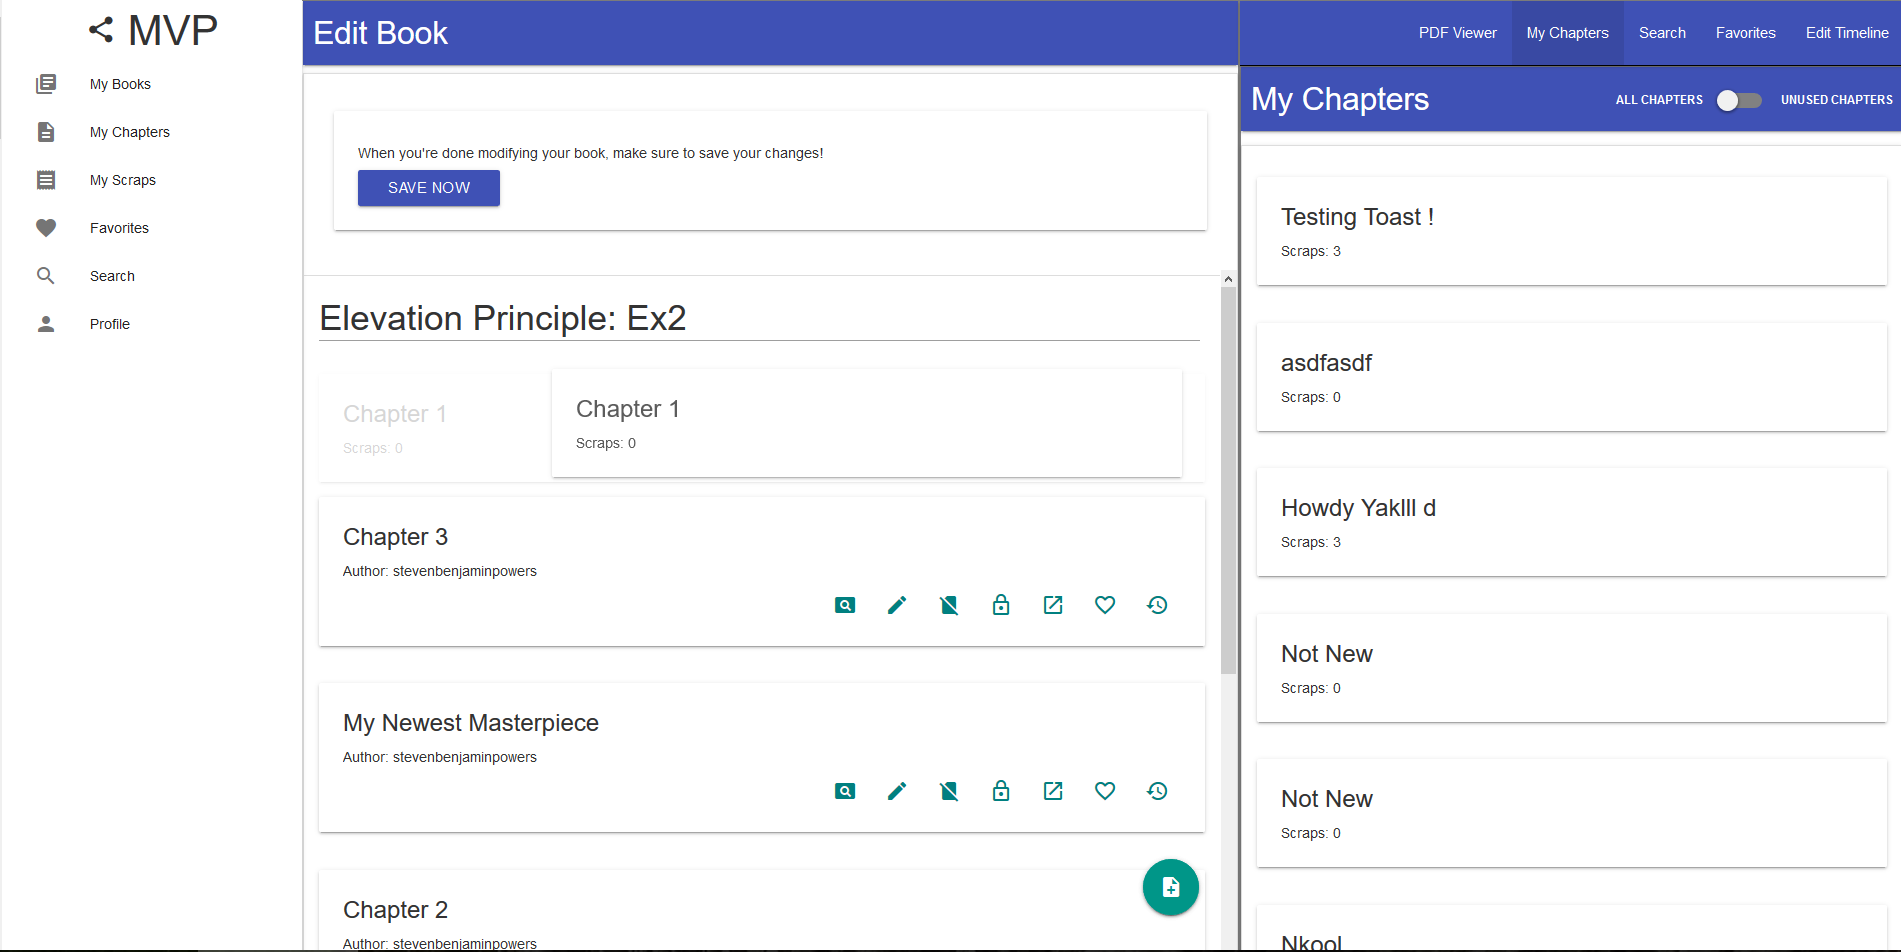 MVP
My Books
My Chapters
My Scraps
Favorites
Search
Profile
Edit Book
When you're done modifying your book, make sure to save your changes!
SAVE NOW
Elevation Principle: Ex2
Chapter 1
Scraps: 0
Chapter 1
Scraps: 0
Chapter 3
Author: stevenbenjaminpowers
My Newest Masterpiece
Author: stevenbenjaminpowers
Chapter 2
Author: stevenbenjaminpowers
PDF Viewer My Chapters Search Favorites Edit Timeline
My Chapters ALL CHAPTERS UNUSED CHAPTERS
Testing Toast !
Scraps: 3
asdfasdf
Scraps: 0
Howdy Yaklll d
Scraps: 3
Not New
Scraps: 0
Not New
Scraps: 0
Nkool